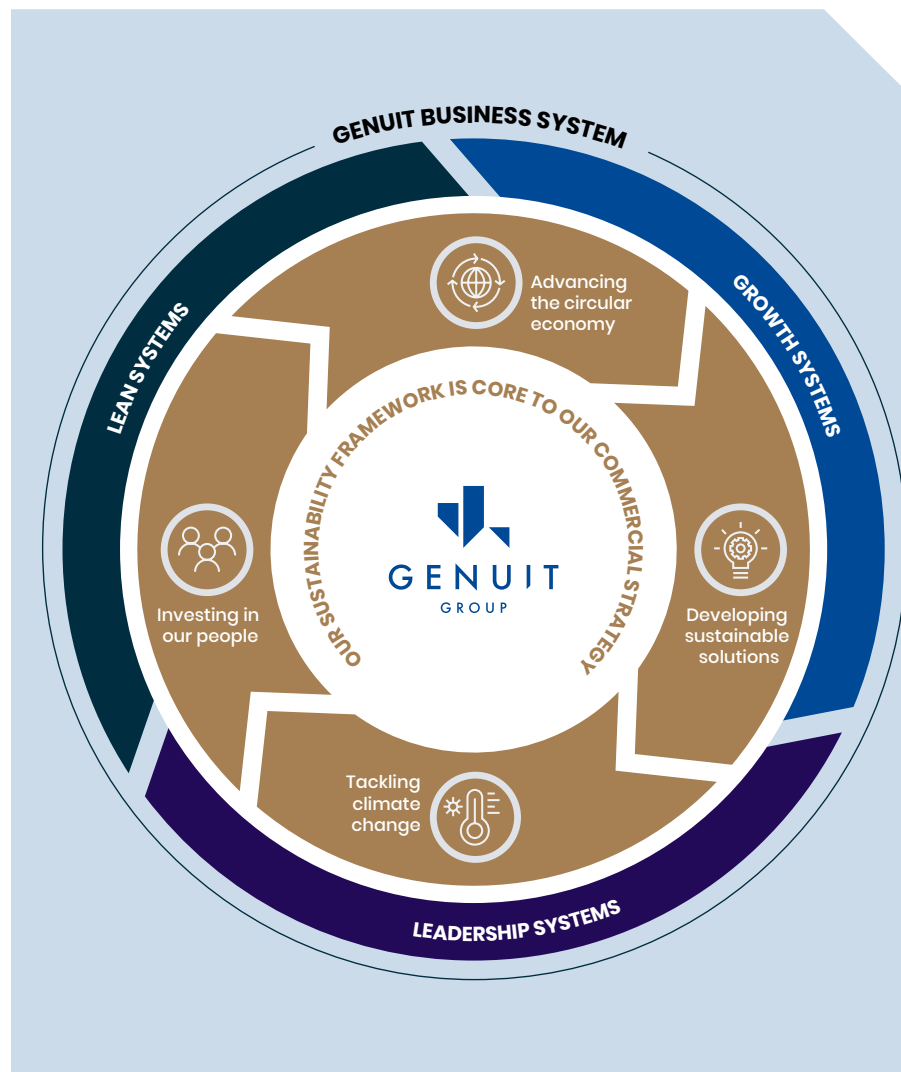 GENUIT BUSINESS SYSTEM
LEAN SYSTEMS
GROWTH SYSTEMS
Advancing
the circular
economy
OUR SUSTAINABILITY FRAMEWORK IS CORE TO OUR COMMERCIAL STRATEGY
GENUIT
GROUP
Investing in
our people
Developing
sustainable
solutions
Tackling
climate
change
LEADERSHIP SYSTEMS